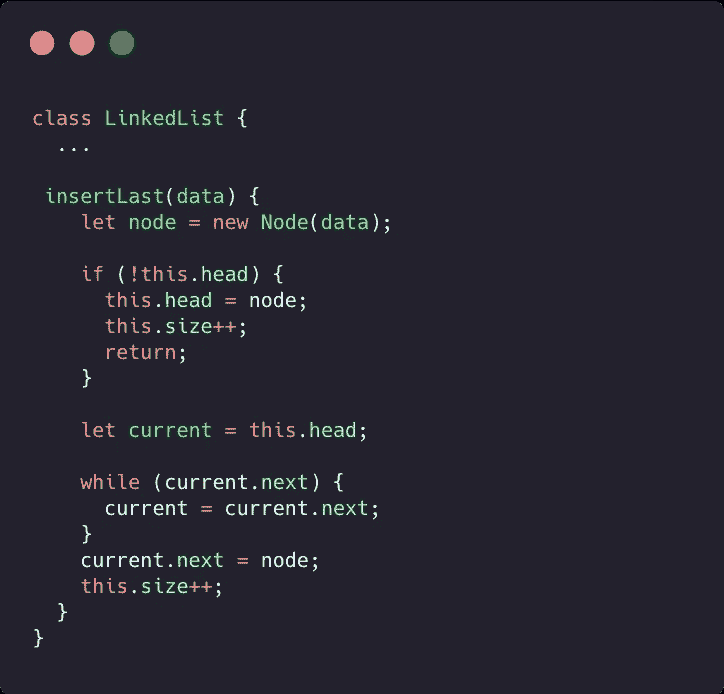 class LinkedList {
  ...
 insertLast(data) {
    let node = new Node(data);
    if (!this.head) {
      this.head = node;
      this.size++;
      return;
    }
    let current = this.head;
    while (current.next) {
      current = current.next;
    }
    current.next = node;
    this.size++;
  }
}